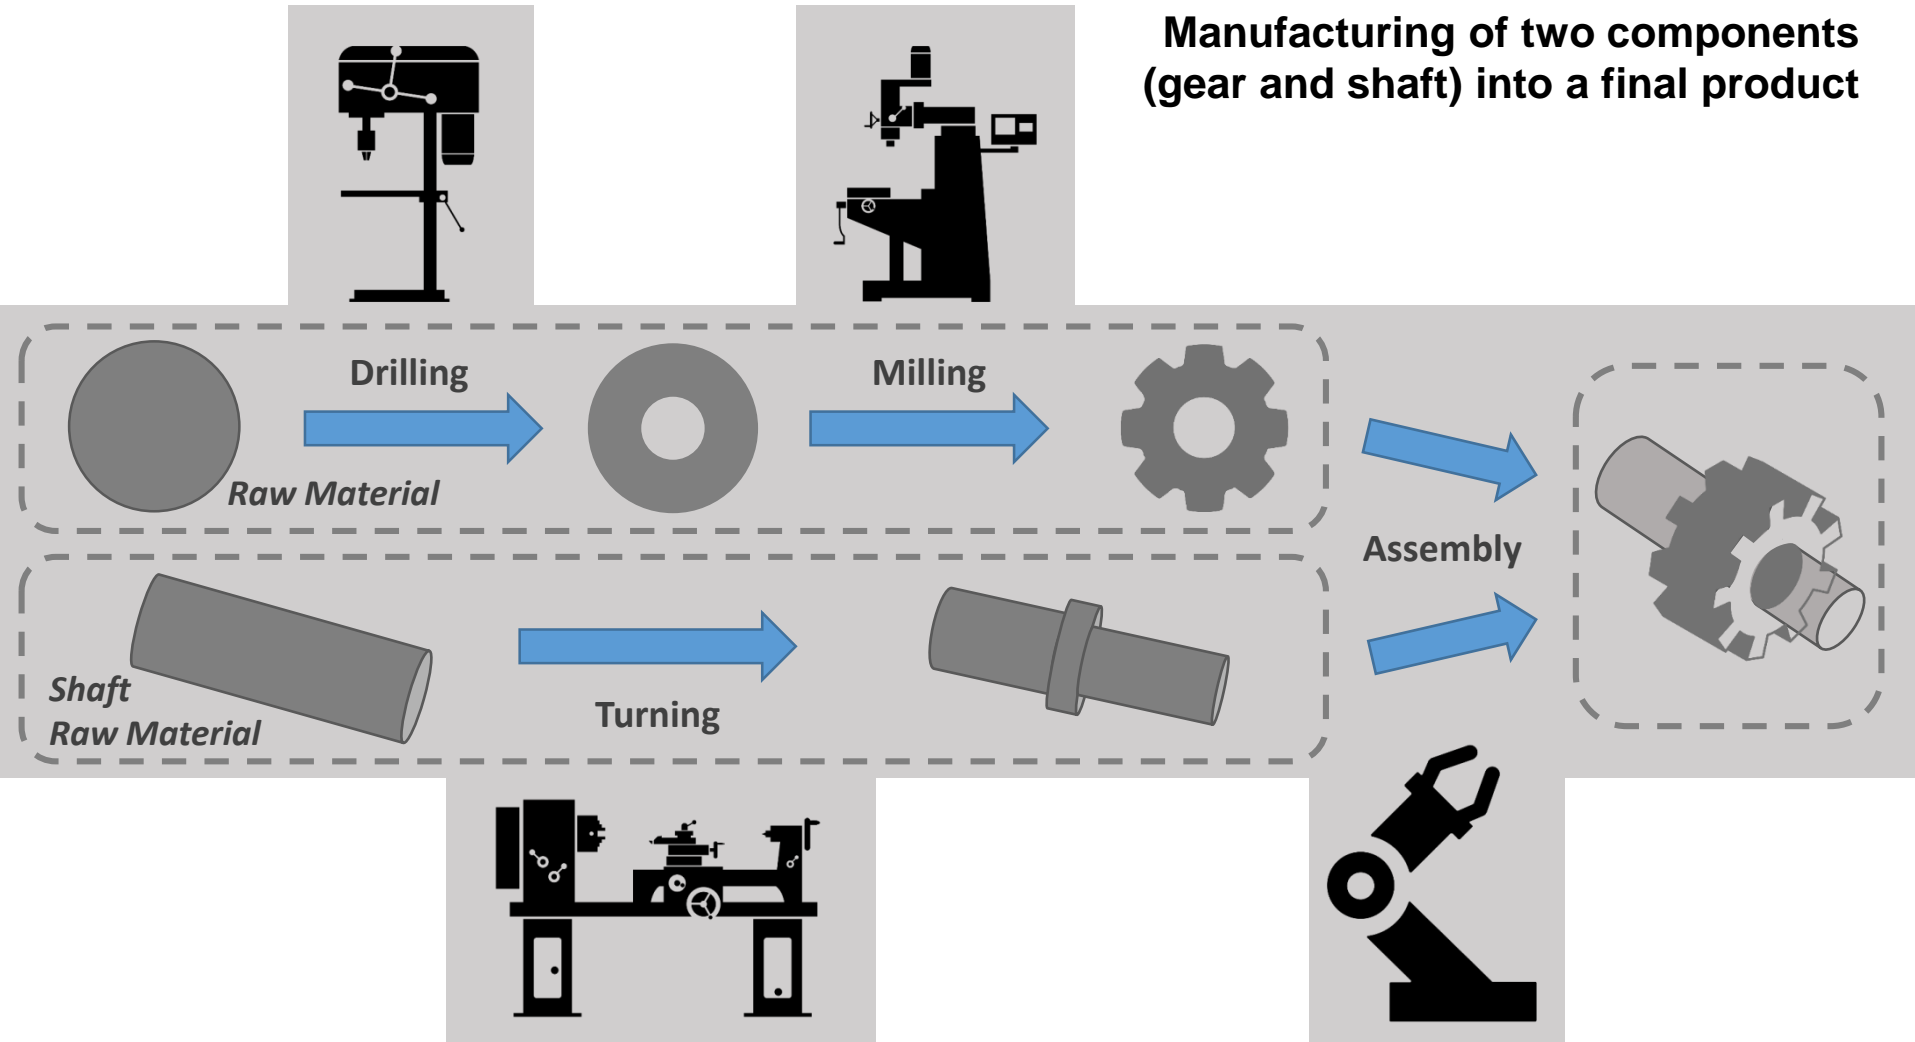 Manufacturing of two components
(gear and shaft) into a final product
Drilling
Milling
Raw Material
Assembly
Shaft
Raw Material
Turning